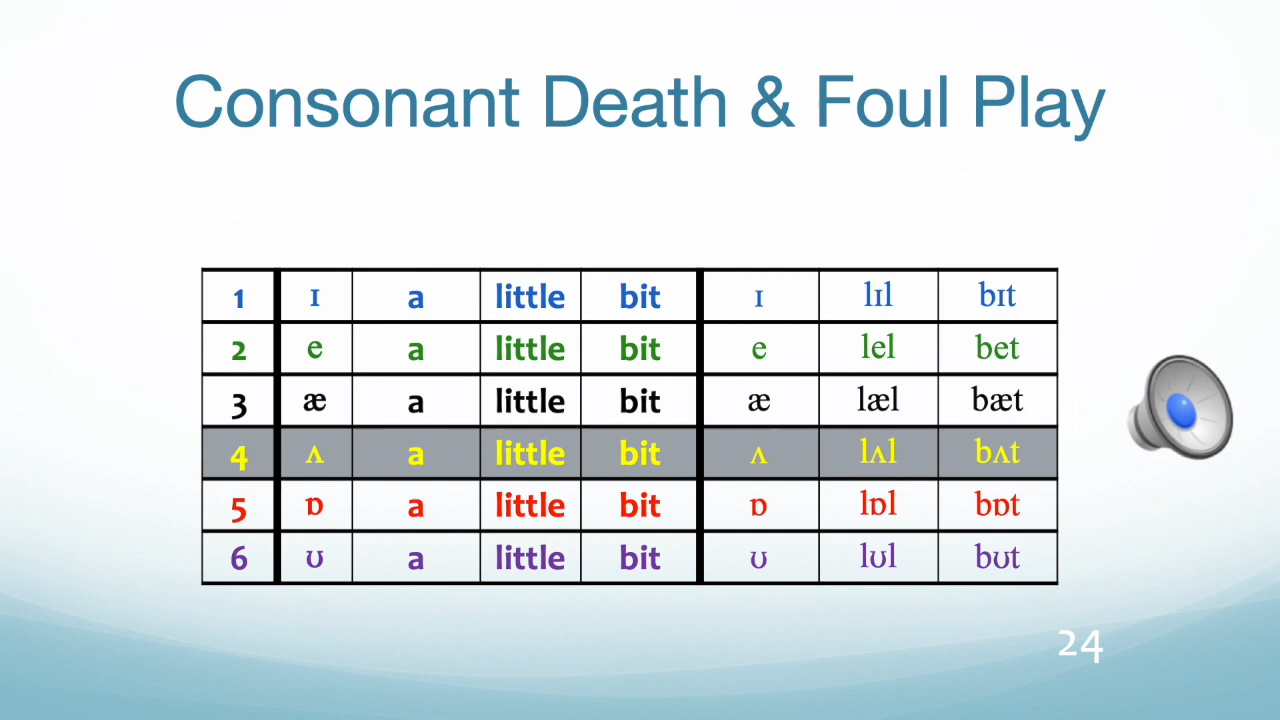 Consonant Death & Foul Play
1 ɪ a little bit ɪ lɪl bɪt
2 e a little bit e lel bet
3 æ a little bit æ læl bæt
4 ʌ a little bit ʌ lʌl bʌt
5 ɒ a little bit ɒ lɒl bɒt
6 ʊ a little bit ʊ lʊl bʊt
24